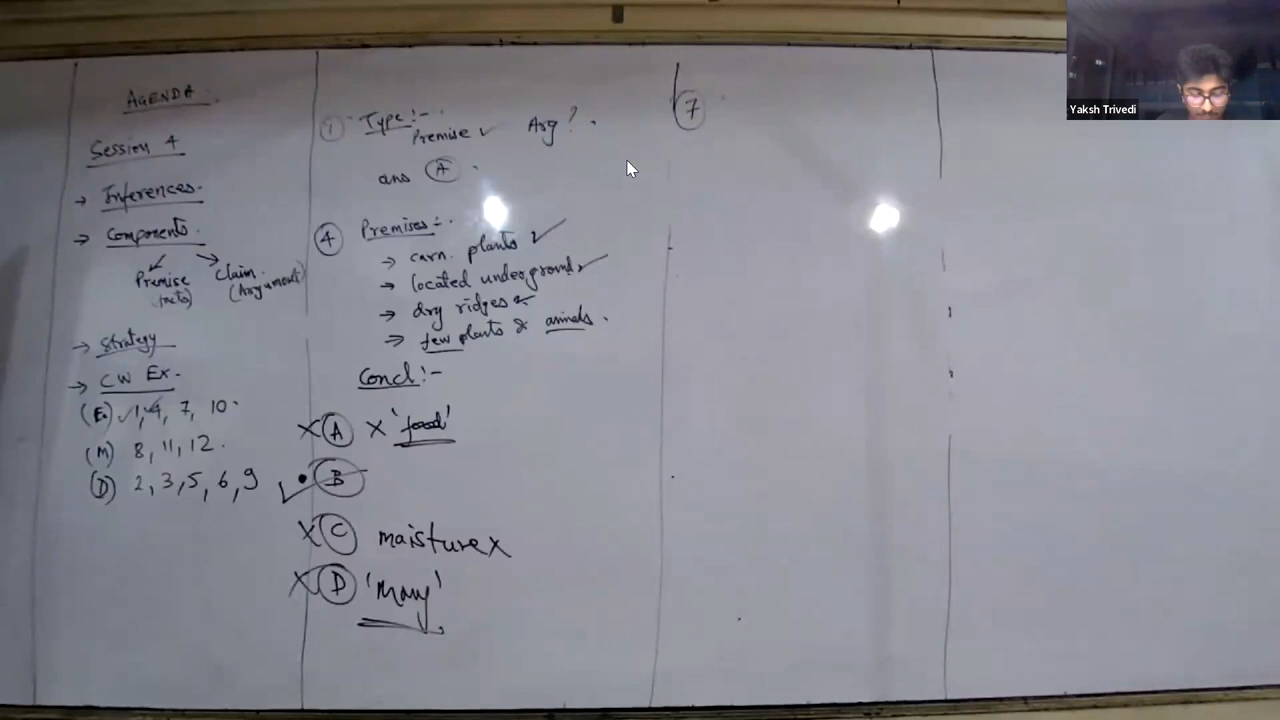 AGENDA
Session 4
→ Inferences.
→ Components.
Premise
(facts)
Claim.
(Argument)
→ Strategy
→ CW Ex.
(E) 1, 4, 7, 10.
(M) 8, 11, 12.
(D) 2, 3, 5, 6, 9
① Type:-
Premise ✓ Arg?
ans Ⓐ
④ Premises:-
→ carn. plants ✓
→ located underground ✓
→ dry ridges ✓
→ few plants & animals.
Concl:-
X Ⓐ X 'food'
✓ Ⓑ
X Ⓒ maisture X
X Ⓓ 'Many'
⑦
Yaksh Trivedi